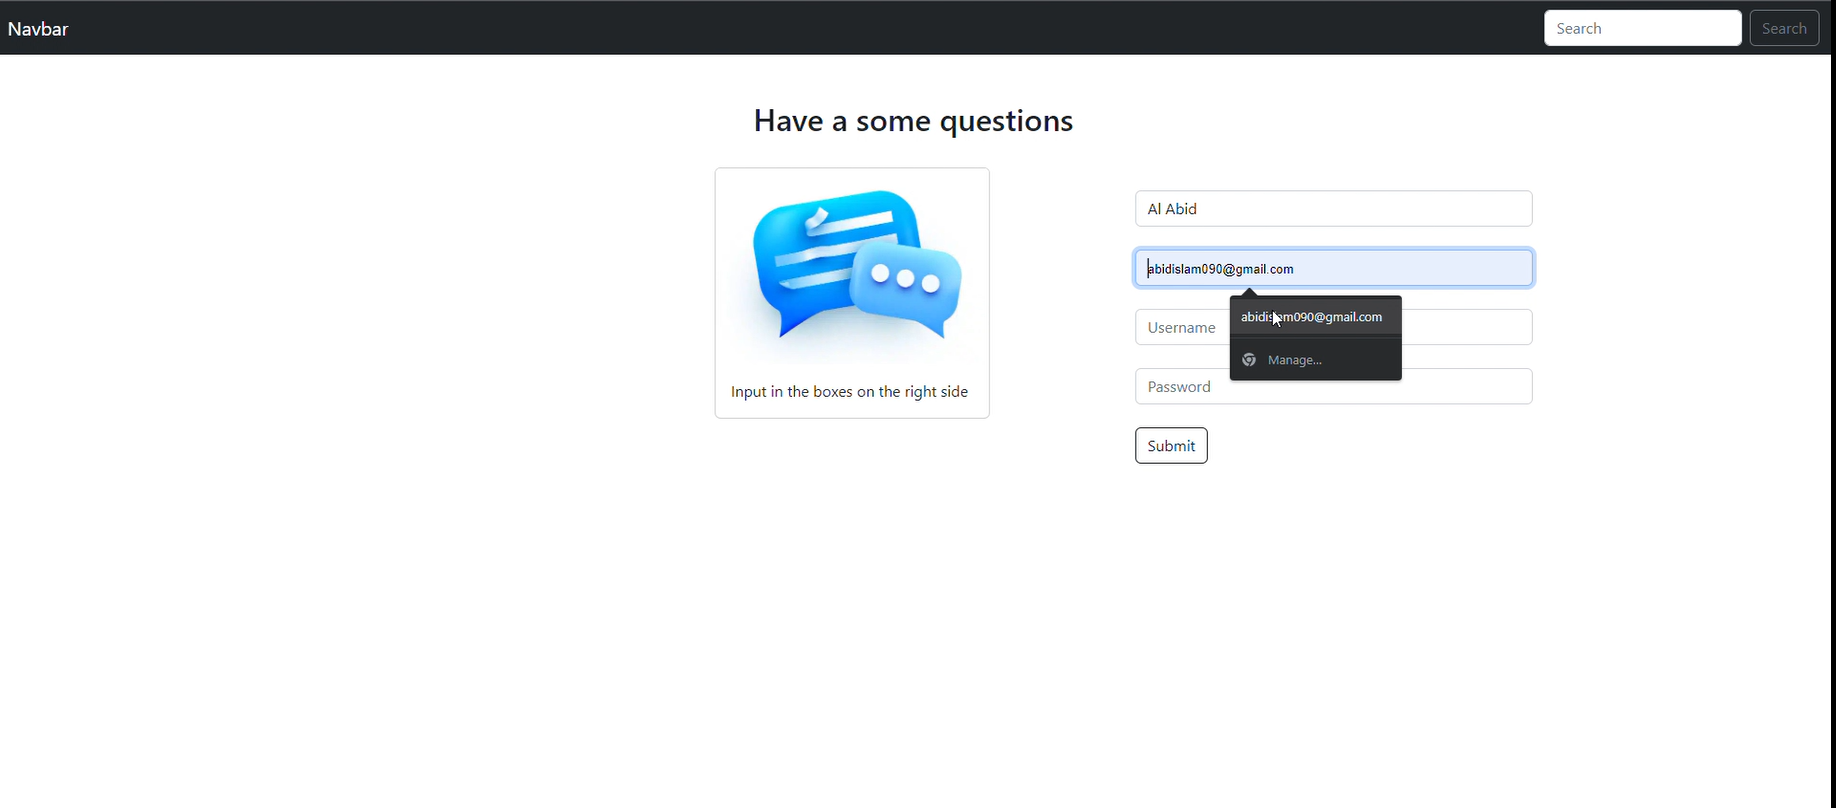 Navbar
Search
Search
Have a some questions
Input in the boxes on the right side
Al Abid
abidislam090@gmail.com
abidislam090@gmail.com
Manage...
Username
Password
Submit